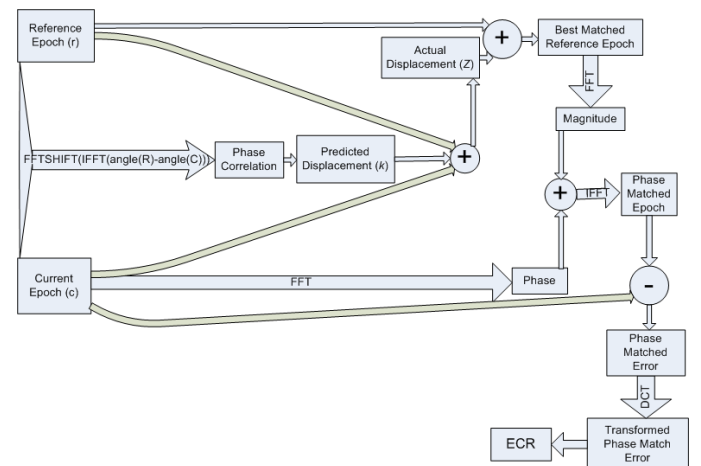 Reference
Epoch (r)
Actual
Displacement (Z)
+
Best Matched
Reference Epoch
FFT
Magnitude
FFTSHIFT(IFFT(angle(R)-angle(C)))
Phase
Correlation
Predicted
Displacement (k)
+
+
IFFT
Phase
Matched
Epoch
Current
Epoch (c)
FFT
Phase
-
Phase
Matched
Error
DCT
Transformed
Phase Match
Error
ECR